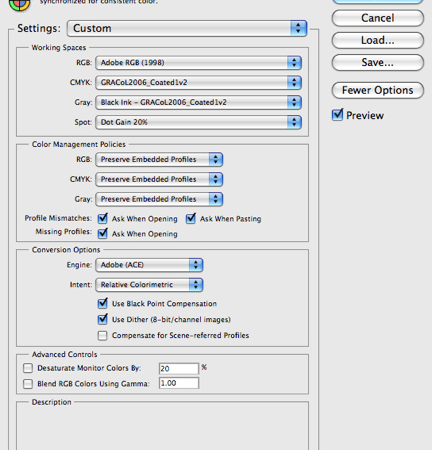 synchronized for consistent color.
Settings: Custom
Cancel
Load...
Save...
Fewer Options
Preview
Working Spaces
RGB: Adobe RGB (1998)
CMYK: GRACoL2006_Coated1v2
Gray: Black Ink - GRACoL2006_Coated1v2
Spot: Dot Gain 20%
Color Management Policies
RGB: Preserve Embedded Profiles
CMYK: Preserve Embedded Profiles
Gray: Preserve Embedded Profiles
Profile Mismatches: Ask When Opening Ask When Pasting
Missing Profiles: Ask When Opening
Conversion Options
Engine: Adobe (ACE)
Intent: Relative Colorimetric
Use Black Point Compensation
Use Dither (8-bit/channel images)
Compensate for Scene-referred Profiles
Advanced Controls
Desaturate Monitor Colors By: 20 %
Blend RGB Colors Using Gamma: 1.00
Description